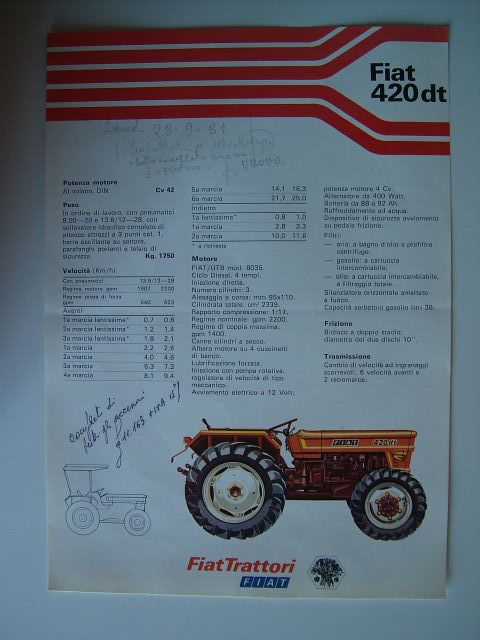 Fiat
420dt
Lunedi 28.9.81
Potenza motore
Al volano, DIN Cv 42
Peso
In ordine di lavoro, con pneumatici
8.00—20 e 13.6/12—28, con
sollevatore idraulico completo di
attacco attrezzi a 3 punti cat. 1,
barre oscillanti su settore,
parafanghi portanti e telaio di
sicurezza Kg. 1750
Velocità (Km/h)
Con pneumatici 13.6/12—28
Regime motore gpm 1907 2200
Regime presa di forza
gpm 540 623
Avanti
1a marcia lentissima* 0,7 0,8
2a marcia lentissima* 1,2 1,4
3a marcia lentissima* 1,8 2,1
1a marcia 2,2 2,6
2a marcia 4,0 4,6
3a marcia 6,3 7,3
4a marcia 8,1 9,4
5a marcia 14,1 16,3
6a marcia 21,7 25,0
Indietro
1a lentissima* 0,8 1,0
1a marcia 2,8 3,3
2a marcia 10,0 11,6
* a richiesta
Motore
FIAT/UTB mod. 8035.
Ciclo Diesel, 4 tempi.
Iniezione diretta.
Numero cilindri: 3.
Alesaggio e corsa: mm 95x110.
Cilindrata totale: cm³ 2339.
Rapporto compressione: 1:17.
Regime nominale: gpm 2200.
Regime di coppia massima:
gpm 1400.
Canne cilindri a secco.
Albero motore su 4 cuscinetti
di banco.
Lubrificazione forzata.
Iniezione con pompa rotativa.
regolatore di velocità di tipo
meccanico.
Avviamento elettrico a 12 Volt:
potenza motore 4 Cv.
Alternatore da 400 Watt.
Batteria da 88 o 92 Ah.
Raffreddamento ad acqua.
Dispositivo di sicurezza avviamento
su pedale frizione.
Filtri:
— aria: a bagno d'olio e prefiltro
centrifugo;
— gasolio: a cartuccia
intercambiabile;
— olio: a cartuccia intercambiabile,
a filtraggio totale.
Silenziatore orizzontale smaltato
a fuoco.
Capacità serbatoio gasolio litri 36.
Frizione
Bidisco a doppio stadio;
diametro dei due dischi 10".
Trasmissione
Cambio di velocità ad ingranaggi
scorrevoli. 6 velocità avanti e
2 retromarce.
completi di
gli accessori
11.163 + IVA 15%
FIAT 420dt
FiatTrattori
FIAT